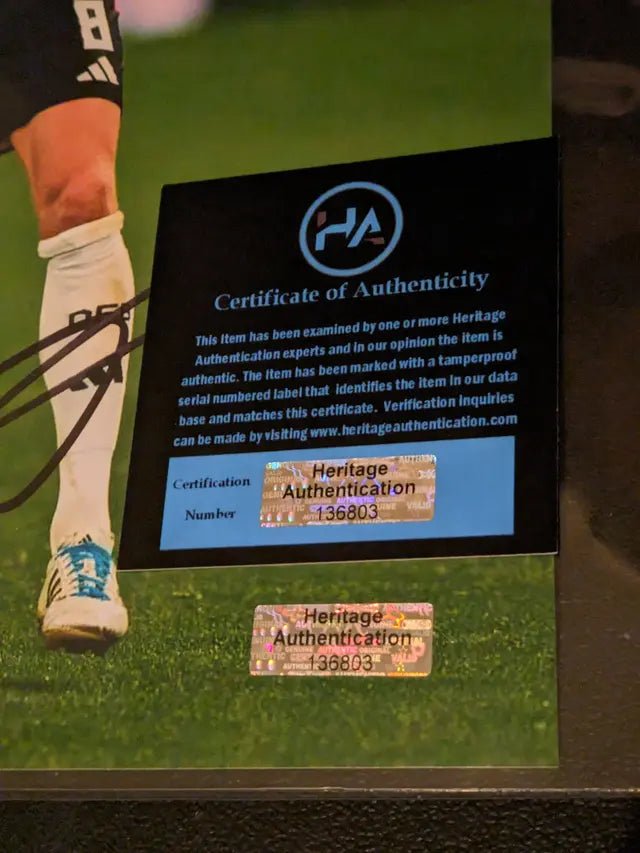 8
HA
Certificate of Authenticity
This Item has been examined by one or more Heritage
Authentication experts and in our opinion the item is
authentic. The item has been marked with a tamperproof
serial numbered label that identifies the item in our data
base and matches this certificate. Verification inquiries
can be made by visiting www.heritageauthentication.com
Certification
Number
Heritage
Authentication
136803
Heritage
Authentication
136803